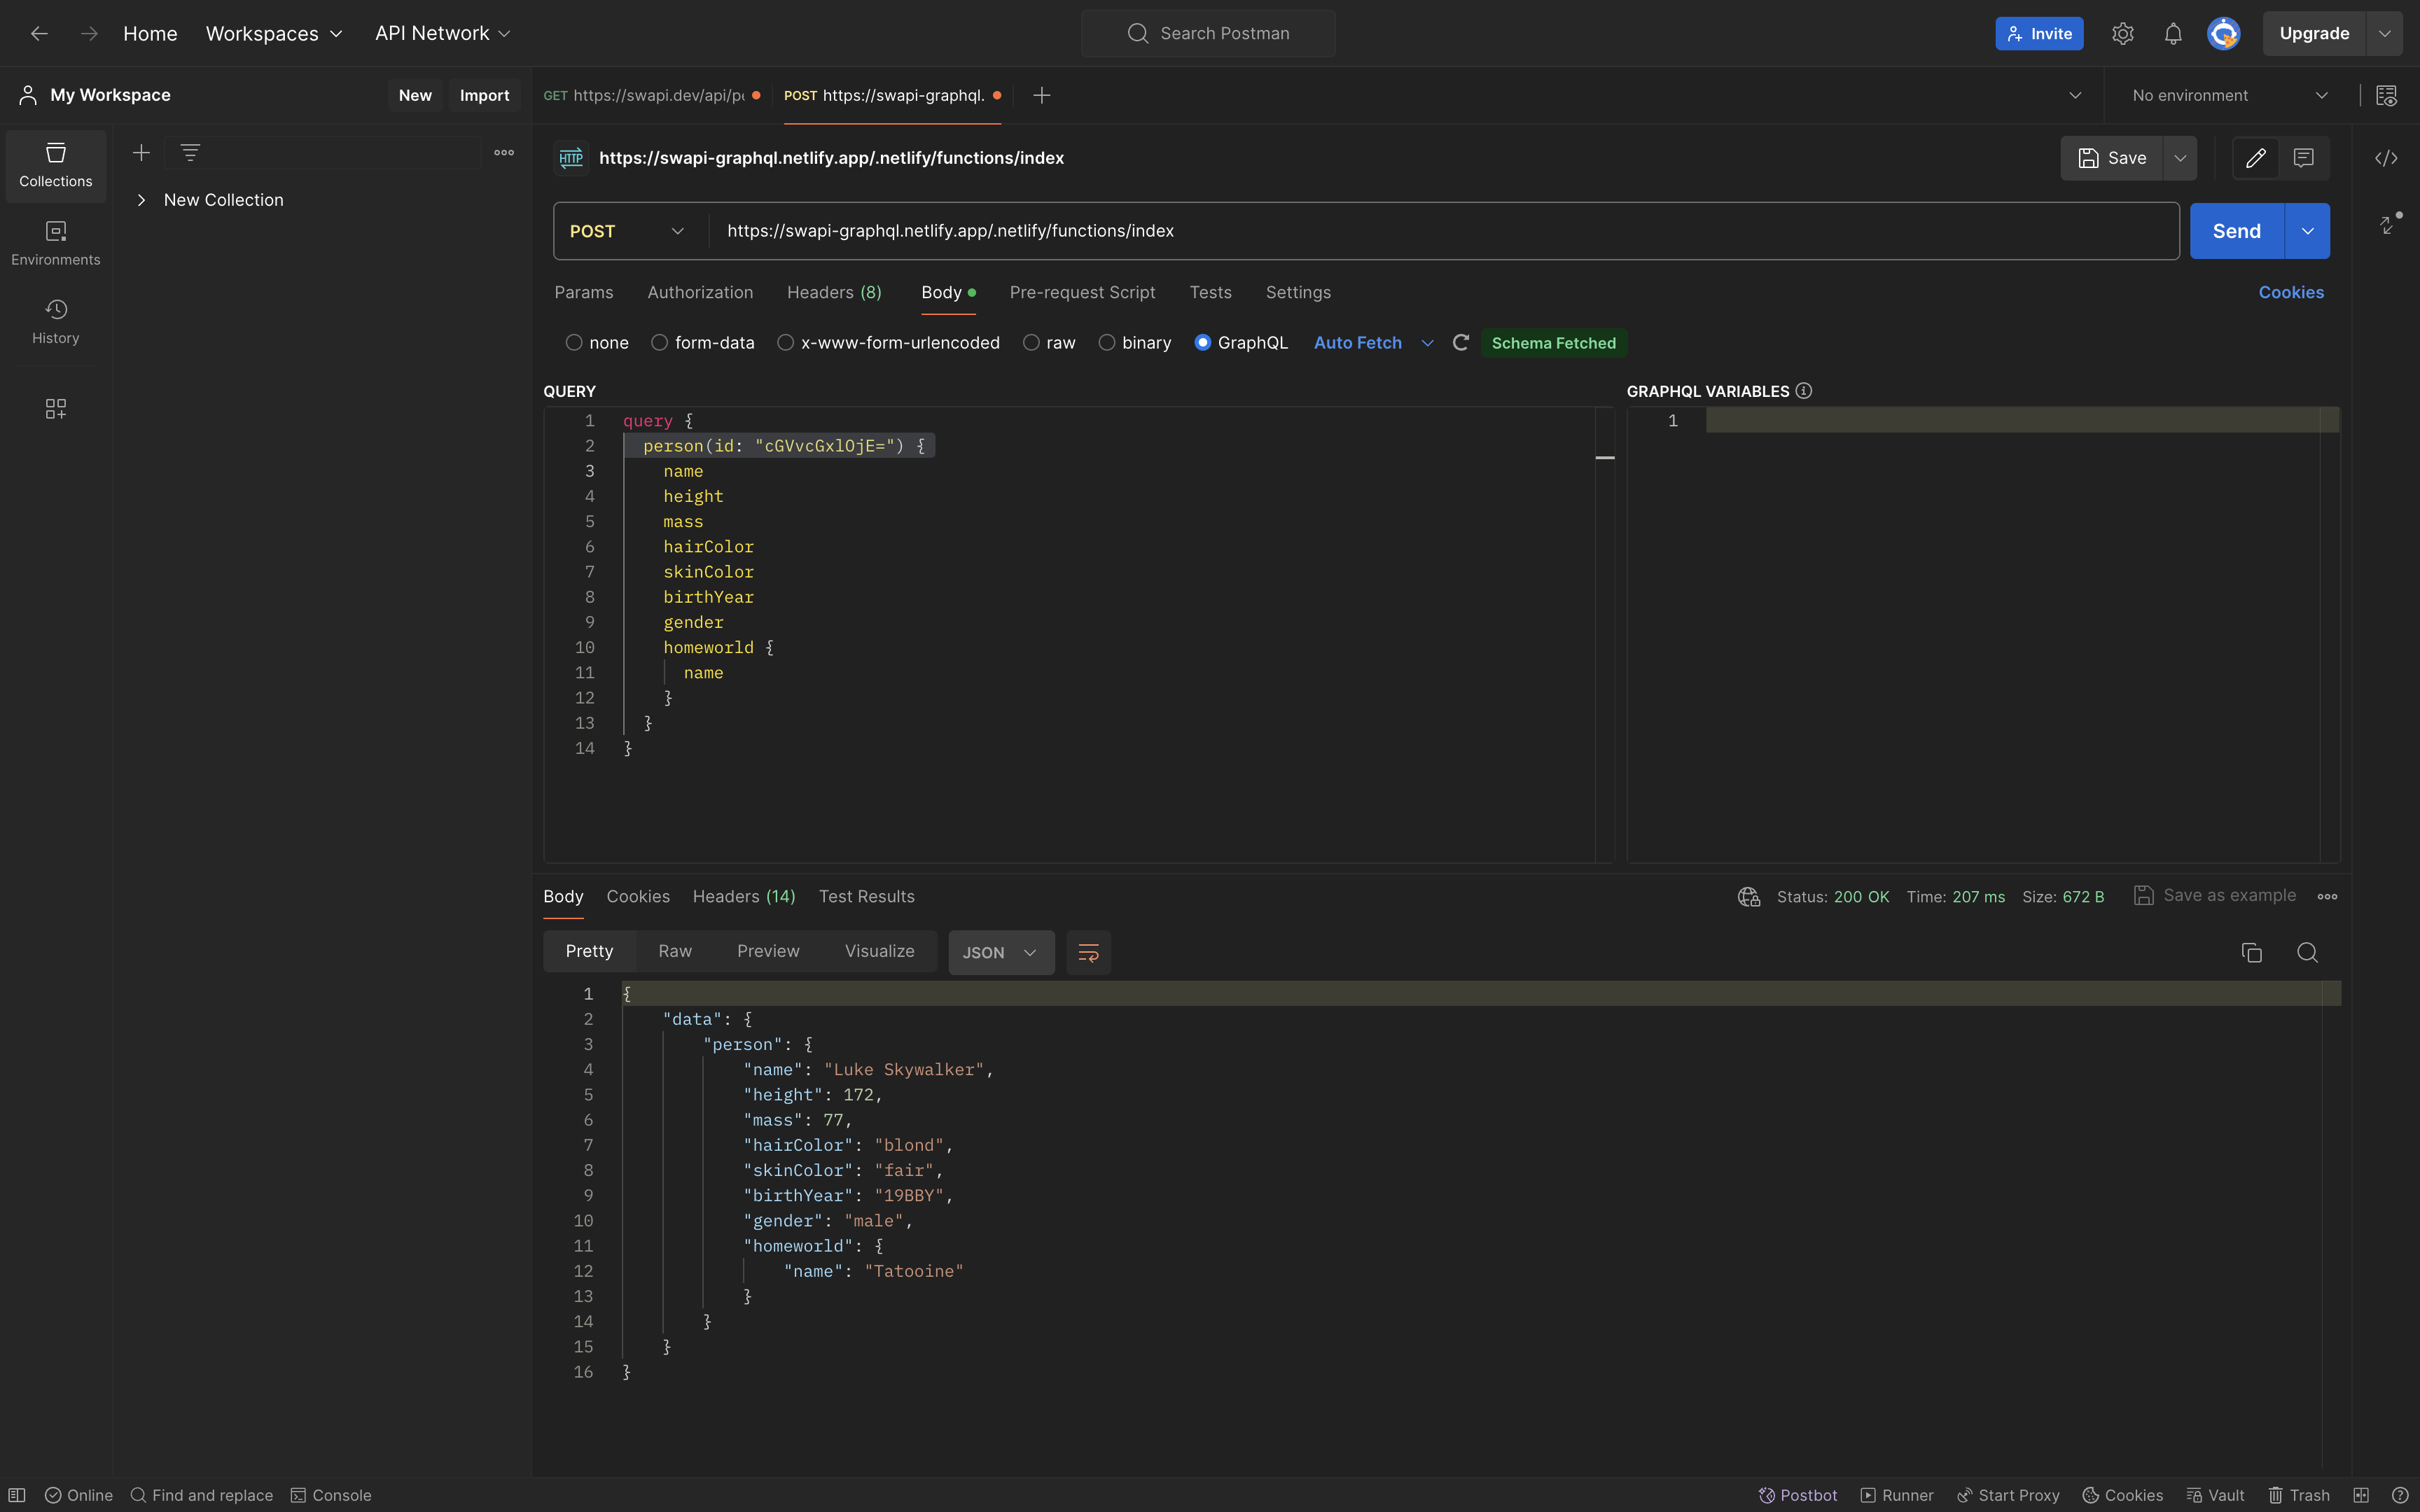 Home Workspaces API Network Search Postman Invite Upgrade
My Workspace New Import GET https://swapi.dev/api/pe POST https://swapi-graphql. No environment
Collections
Environments
History
New Collection
HTTP https://swapi-graphql.netlify.app/.netlify/functions/index Save
POST https://swapi-graphql.netlify.app/.netlify/functions/index Send
Params Authorization Headers (8) Body Pre-request Script Tests Settings Cookies
none form-data x-www-form-urlencoded raw binary GraphQL Auto Fetch Schema Fetched
QUERY
1 query {
2 person(id: "cGVvcGxlOjE=") {
3 name
4 height
5 mass
6 hairColor
7 skinColor
8 birthYear
9 gender
10 homeworld {
11 name
12 }
13 }
14 }
GRAPHQL VARIABLES
1
Body Cookies Headers (14) Test Results Status: 200 OK Time: 207 ms Size: 672 B Save as example
Pretty Raw Preview Visualize JSON
1 {
2 "data": {
3 "person": {
4 "name": "Luke Skywalker",
5 "height": 172,
6 "mass": 77,
7 "hairColor": "blond",
8 "skinColor": "fair",
9 "birthYear": "19BBY",
10 "gender": "male",
11 "homeworld": {
12 "name": "Tatooine"
13 }
14 }
15 }
16 }
Online Find and replace Console Postbot Runner Start Proxy Cookies Vault Trash